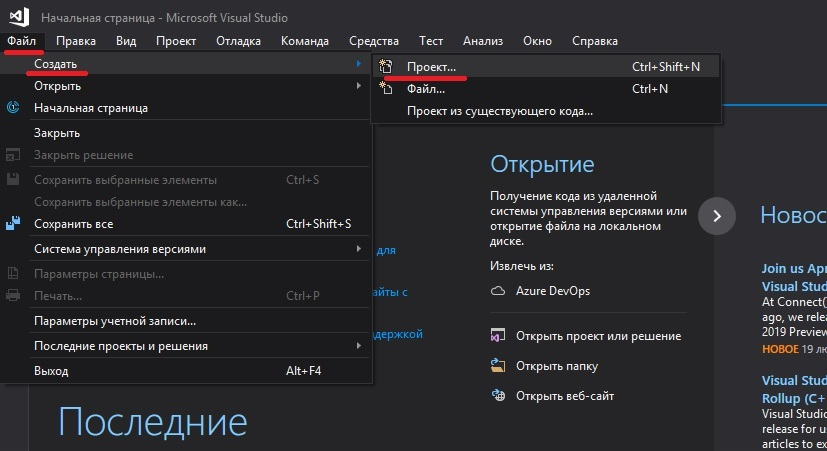 Начальная страница - Microsoft Visual Studio
Файл Правка Вид Проект Отладка Команда Средства Тест Анализ Окно Справка
Создать
Проект... Ctrl+Shift+N
Файл... Ctrl+N
Проект из существующего кода...
Открыть
Начальная страница
Закрыть
Закрыть решение
Сохранить выбранные элементы Ctrl+S
Сохранить выбранные элементы как...
Сохранить все Ctrl+Shift+S
Система управления версиями
Параметры страницы...
Печать... Ctrl+P
Параметры учетной записи...
Последние проекты и решения
Выход Alt+F4
для
айты с
держкой
Последние
Открытие
Получение кода из удаленной
системы управления версиями или
открытие файла на локальном
диске.
Извлечь из:
Azure DevOps
Открыть проект или решение
Открыть папку
Открыть веб-сайт
Новос
Join us Apr
Visual Stud
At Connect(
ago, we rele
2019 Preview
НОВОЕ 19 лю
Visual Stud
Rollup (C+
Visual Studio
release for us
articles to ex